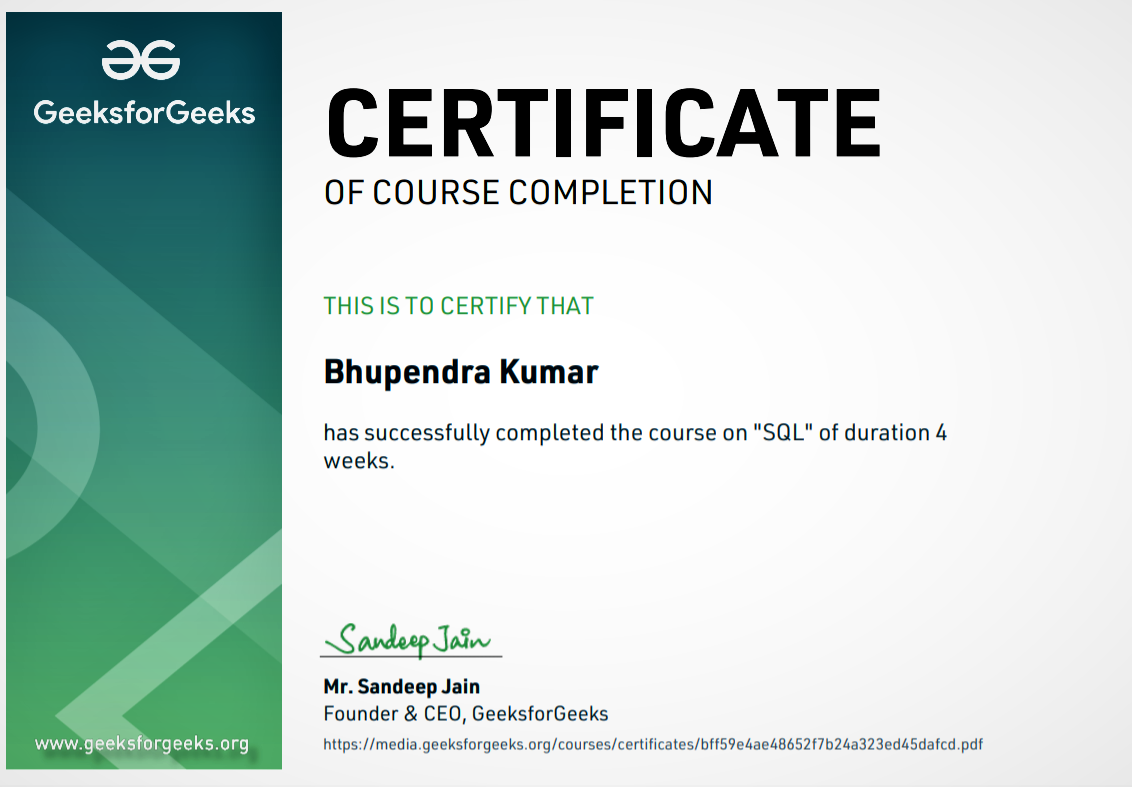 GeeksforGeeks
CERTIFICATE
OF COURSE COMPLETION
THIS IS TO CERTIFY THAT
Bhupendra Kumar
has successfully completed the course on "SQL" of duration 4
weeks.
Sandeep Jain
Mr. Sandeep Jain
Founder & CEO, GeeksforGeeks
https://media.geeksforgeeks.org/courses/certificates/bff59e4ae48652f7b24a323ed45dafcd.pdf
www.geeksforgeeks.org